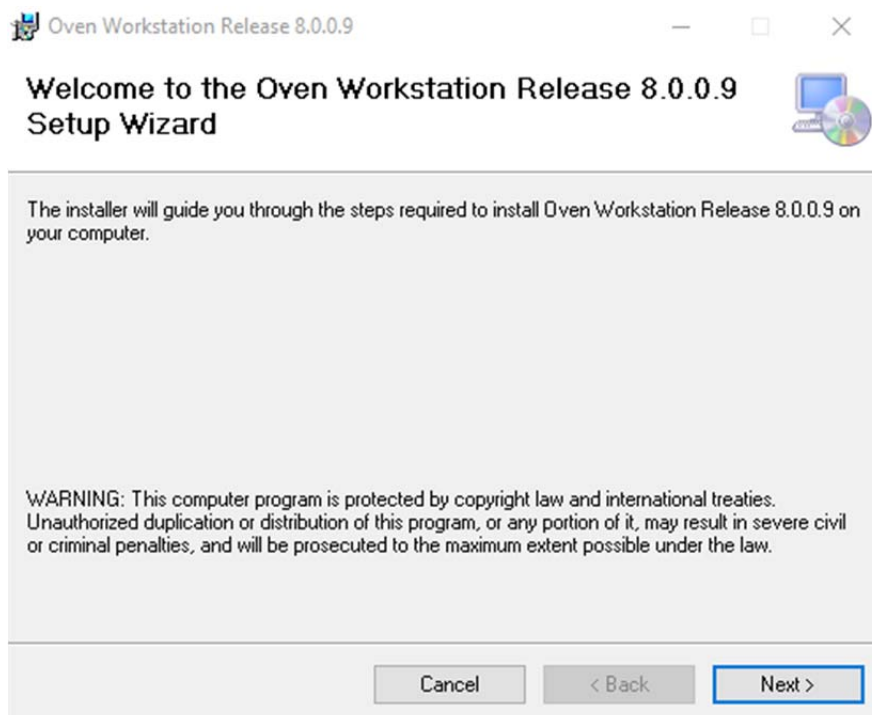 Oven Workstation Release 8.0.0.9
Welcome to the Oven Workstation Release 8.0.0.9
Setup Wizard
The installer will guide you through the steps required to install Oven Workstation Release 8.0.0.9 on
your computer.
WARNING: This computer program is protected by copyright law and international treaties.
Unauthorized duplication or distribution of this program, or any portion of it, may result in severe civil
or criminal penalties, and will be prosecuted to the maximum extent possible under the law.
Cancel < Back Next >